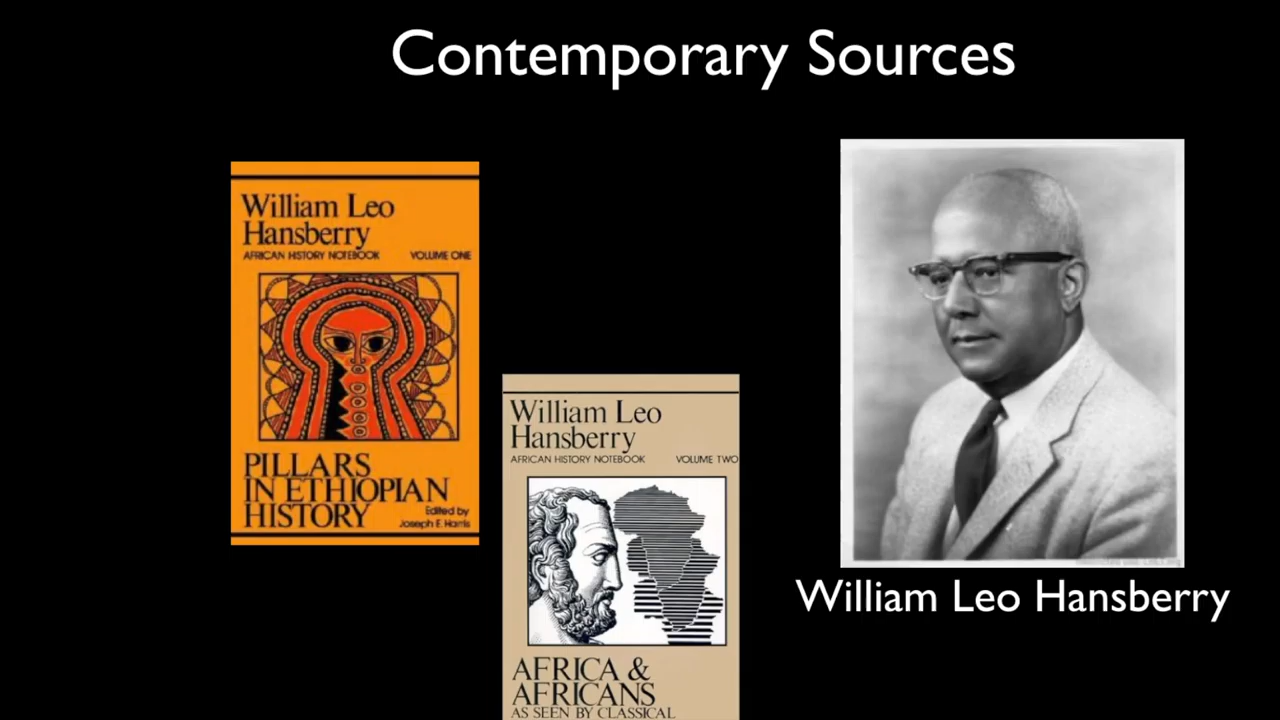 Contemporary Sources
William Leo
Hansberry
AFRICAN HISTORY NOTEBOOK VOLUME ONE
PILLARS
IN ETHIOPIAN
HISTORY
Edited by
Joseph E. Harris
William Leo
Hansberry
AFRICAN HISTORY NOTEBOOK VOLUME TWO
AFRICA &
AFRICANS
AS SEEN BY CLASSICAL
William Leo Hansberry